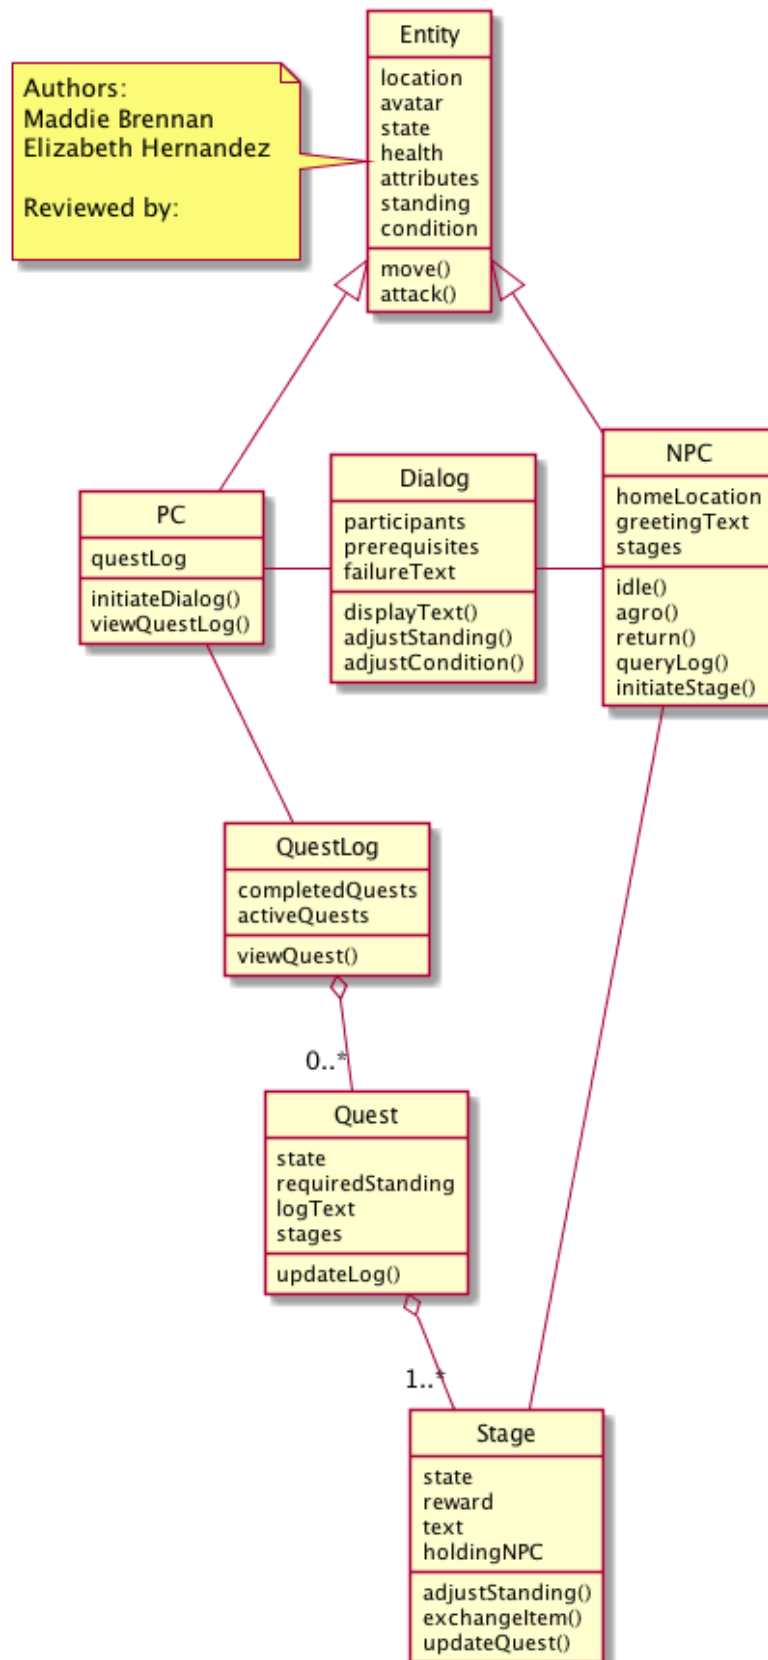 Entity
location
avatar
state
health
attributes
standing
condition
move()
attack()
Authors:
Maddie Brennan
Elizabeth Hernandez
Reviewed by:
PC
questLog
initiateDialog()
viewQuestLog()
Dialog
participants
prerequisites
failureText
displayText()
adjustStanding()
adjustCondition()
NPC
homeLocation
greetingText
stages
idle()
agro()
return()
queryLog()
initiateStage()
QuestLog
completedQuests
activeQuests
viewQuest()
0..*
Quest
state
requiredStanding
logText
stages
updateLog()
1..*
Stage
state
reward
text
holdingNPC
adjustStanding()
exchangeItem()
updateQuest()